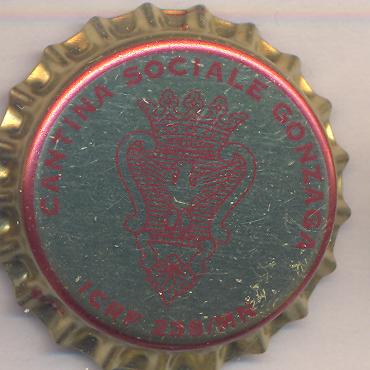 CANTINA SOCIALE GONZAGA
ICRF 238/MN